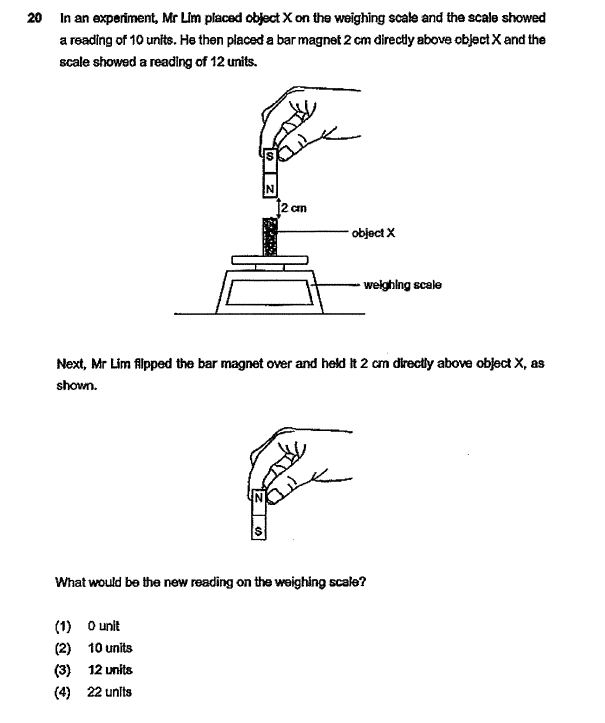 20 In an experiment, Mr Lim placed object X on the weighing scale and the scale showed
a reading of 10 units. He then placed a bar magnet 2 cm directly above object X and the
scale showed a reading of 12 units.
S
N
2 cm
object X
weighing scale
Next, Mr Lim flipped the bar magnet over and held it 2 cm directly above object X, as
shown.
N
S
What would be the new reading on the weighing scale?
(1) 0 unit
(2) 10 units
(3) 12 units
(4) 22 units